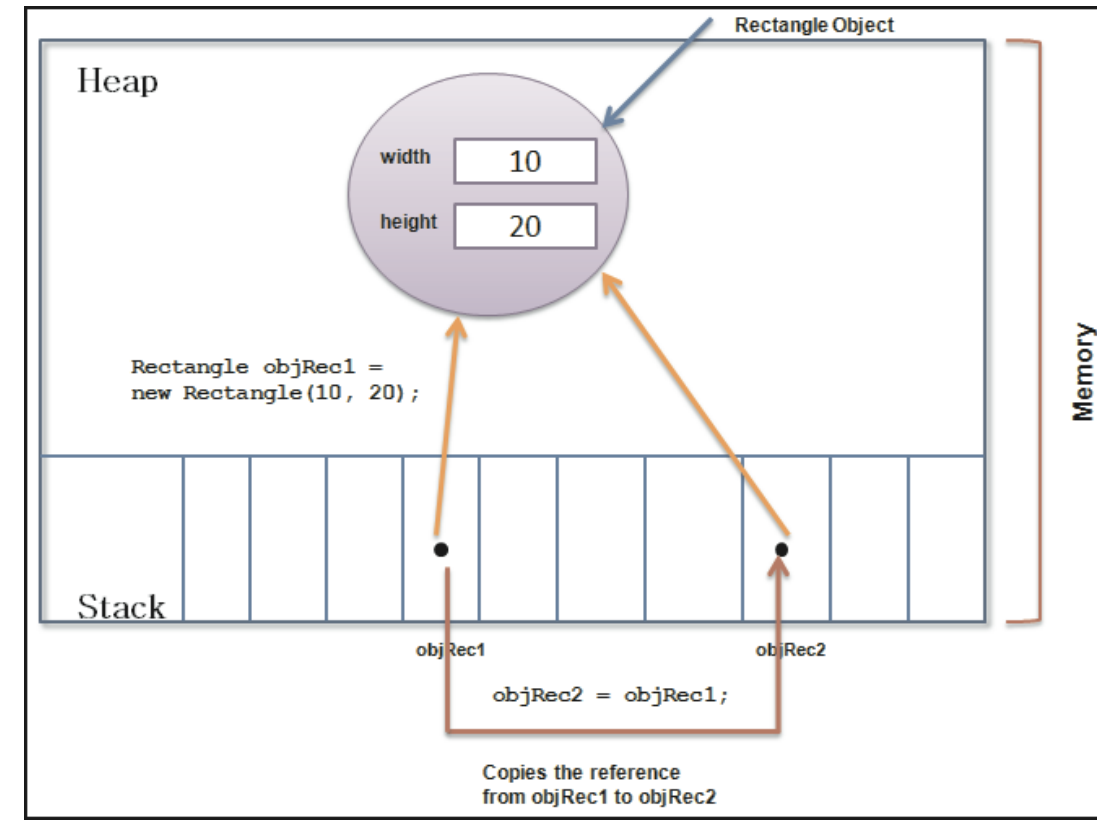 Rectangle Object
Heap
width
10
height
20
Rectangle objRec1 =
new Rectangle(10, 20);
Memory
Stack
objRec1
objRec2
objRec2 = objRec1;
Copies the reference
from objRec1 to objRec2